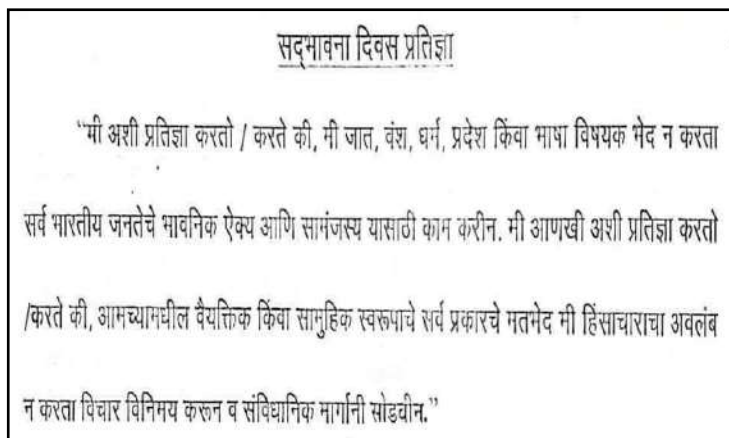 सद्भावना दिवस प्रतिज्ञा
“मी अशी प्रतिज्ञा करतो / करते की, मी जात, वंश, धर्म, प्रदेश किंवा भाषा विषयक भेद न करता
सर्व भारतीय जनतेचे भावनिक ऐक्य आणि सामंजस्य यासाठी काम करीन. मी आणखी अशी प्रतिज्ञा करतो
/करते की, आमच्यामधील वैयक्तिक किंवा सामुहिक स्वरूपाचे सर्व प्रकारचे मतभेद मी हिंसाचाराचा अवलंब
न करता विचार विनिमय करून व संविधानिक मार्गानी सोडवीन.”